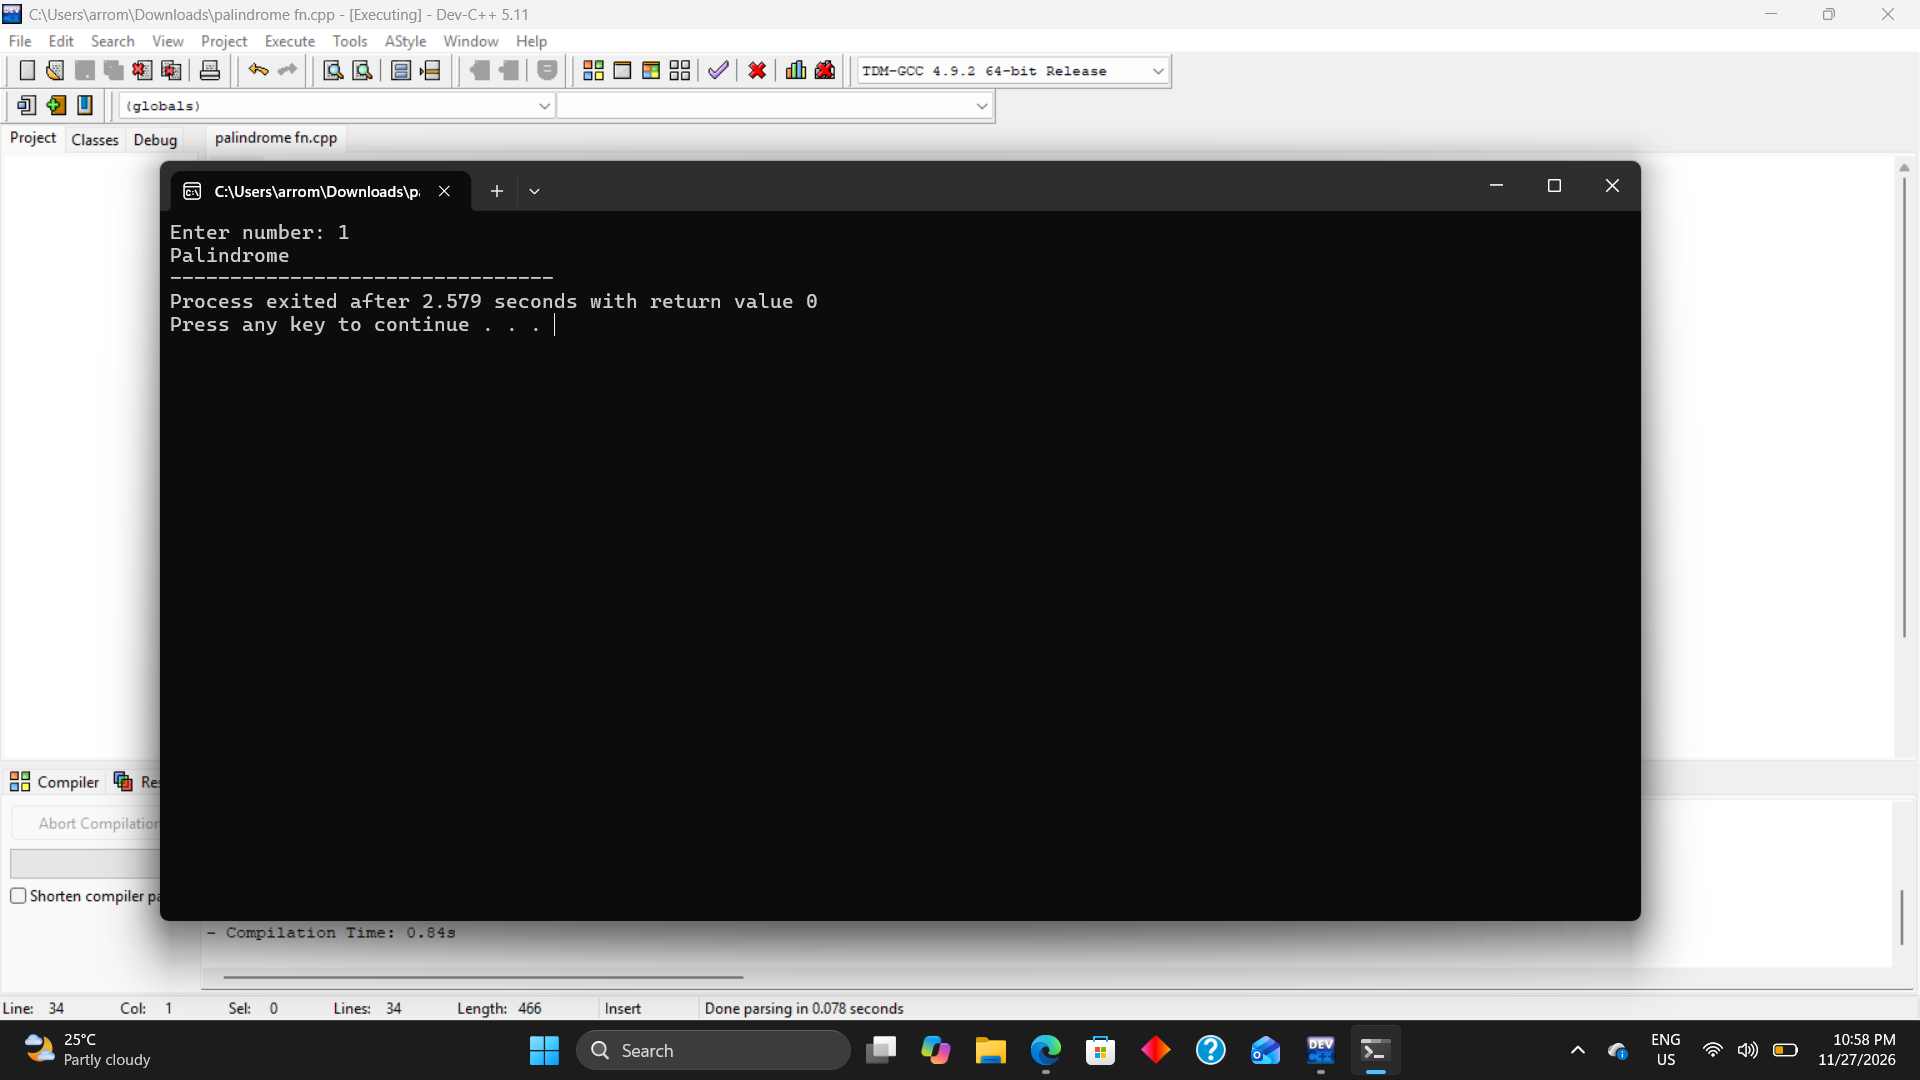 C:\Users\arrom\Downloads\palindrome fn.cpp - [Executing] - Dev-C++ 5.11
File Edit Search View Project Execute Tools AStyle Window Help
TDM-GCC 4.9.2 64-bit Release
(globals)
Project Classes Debug palindrome fn.cpp
C:\Users\arrom\Downloads\p
Enter number: 1
Palindrome
--------------------------------
Process exited after 2.579 seconds with return value 0
Press any key to continue . . .
Compiler Res
Abort Compilation
Shorten compiler pa
- Compilation Time: 0.84s
Line: 34 Col: 1 Sel: 0 Lines: 34 Length: 466 Insert Done parsing in 0.078 seconds
25°C
Partly cloudy
Search
DEV
ENG
US
10:58 PM
11/27/2026